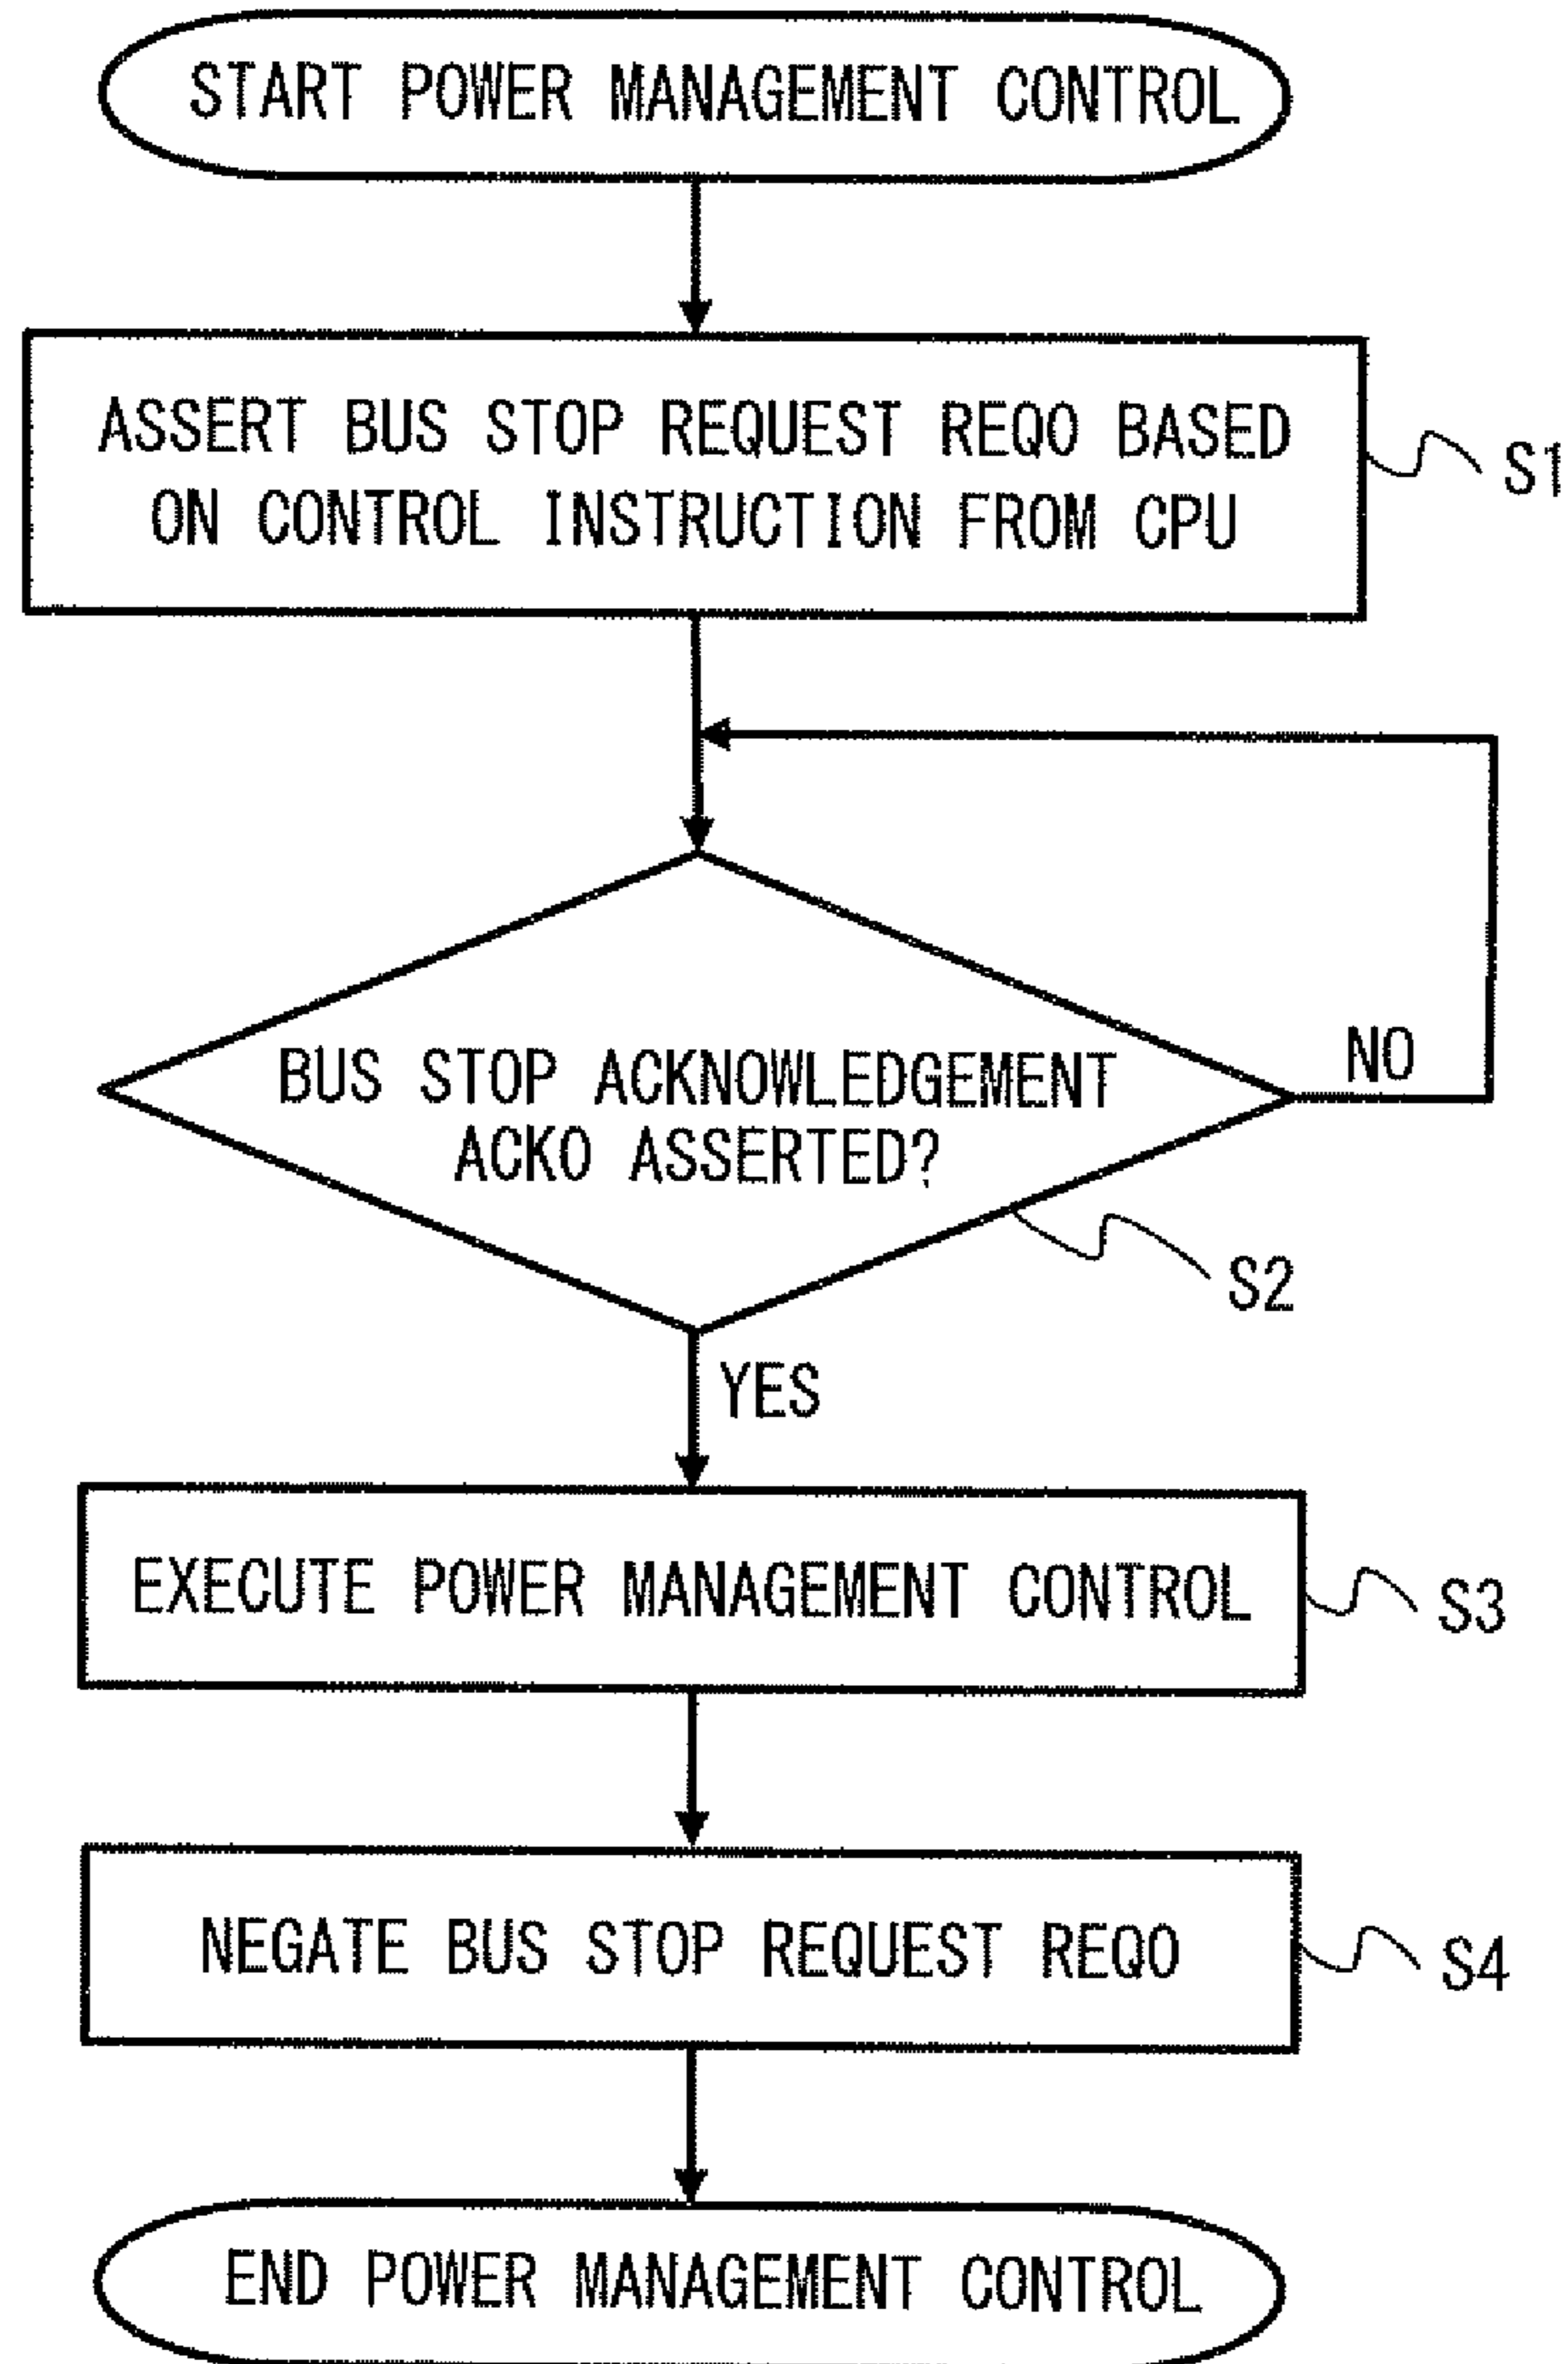 START POWER MANAGEMENT CONTROL
ASSERT BUS STOP REQUEST REQ0 BASED
ON CONTROL INSTRUCTION FROM CPU
S1
BUS STOP ACKNOWLEDGEMENT
ACK0 ASSERTED?
NO
S2
YES
EXECUTE POWER MANAGEMENT CONTROL
S3
NEGATE BUS STOP REQUEST REQ0
S4
END POWER MANAGEMENT CONTROL